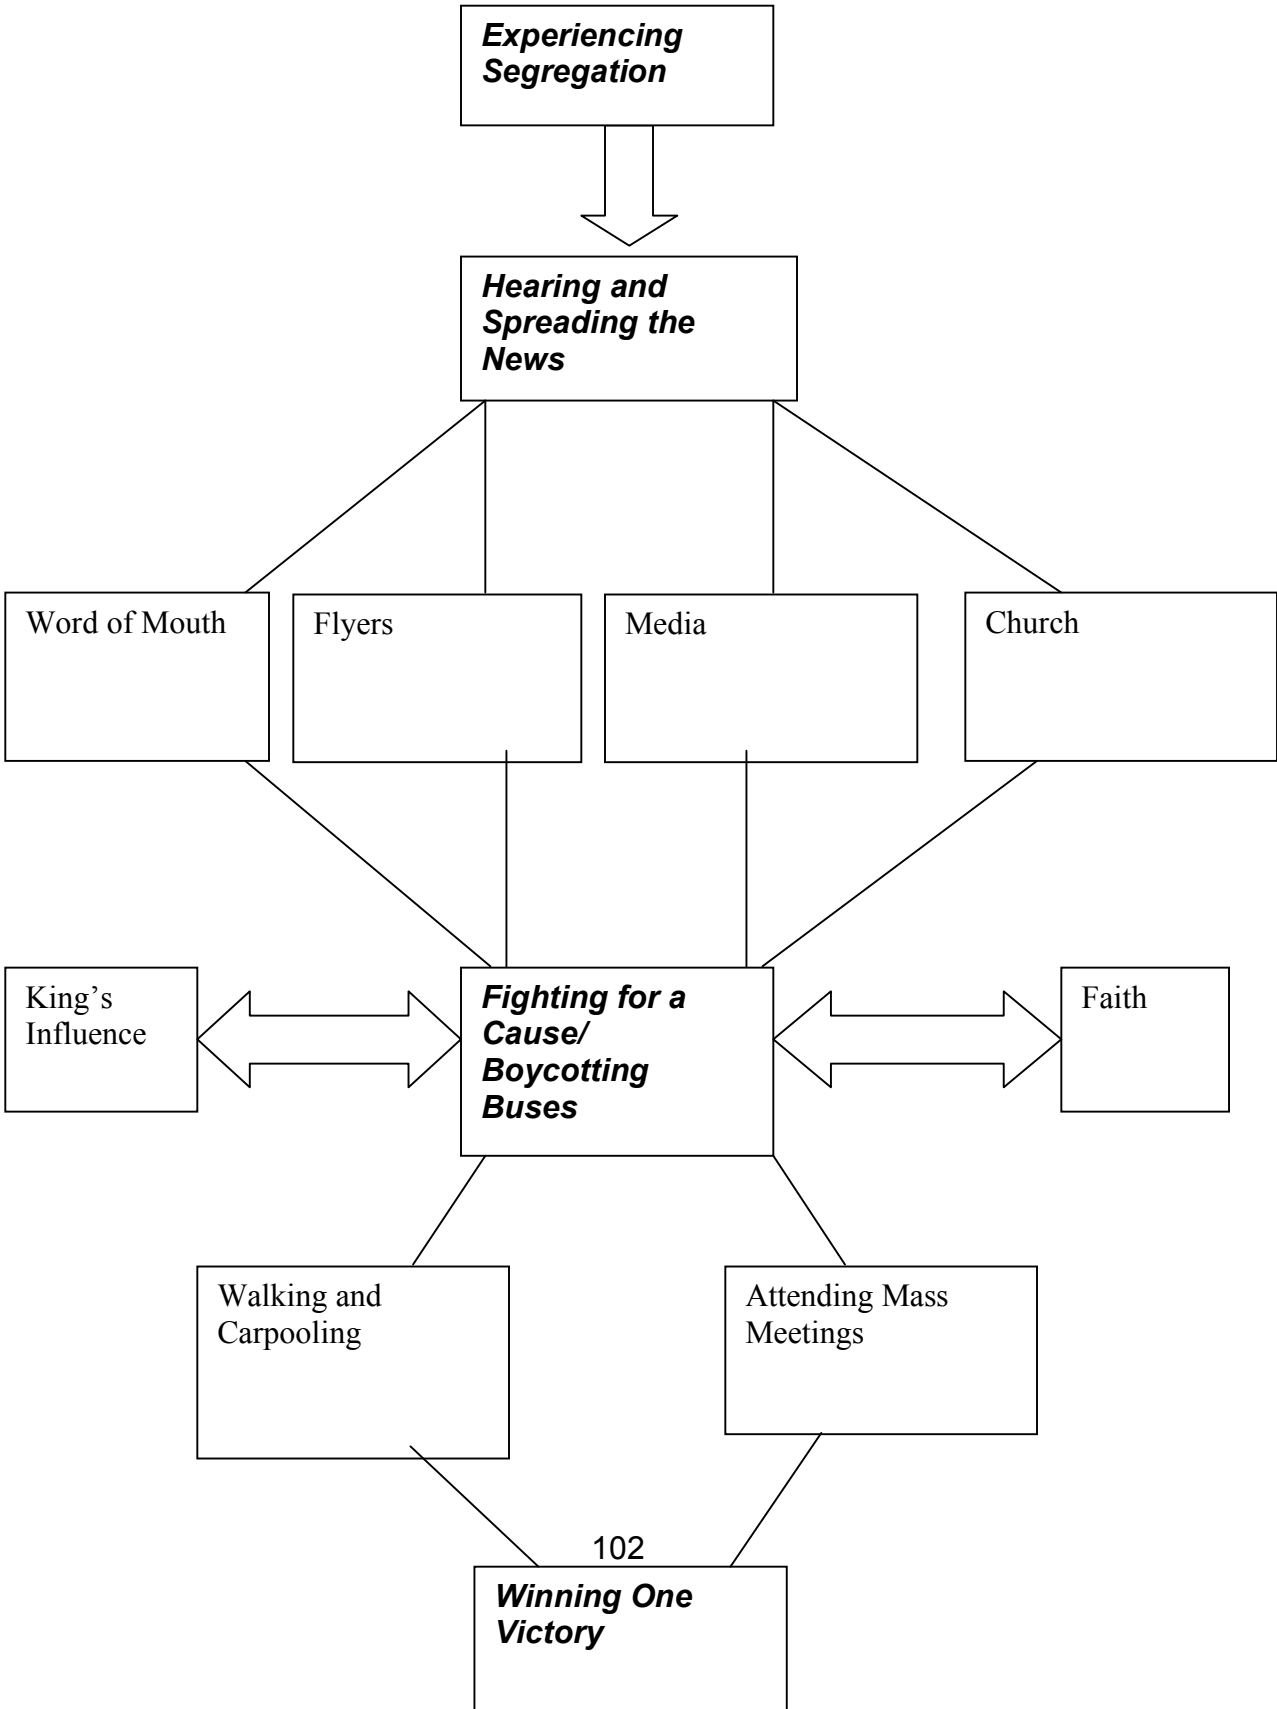 Experiencing
Segregation
Hearing and
Spreading the
News
Word of Mouth
Flyers
Media
Church
King’s
Influence
Fighting for a
Cause/
Boycotting
Buses
Faith
Walking and
Carpooling
Attending Mass
Meetings
102
Winning One
Victory